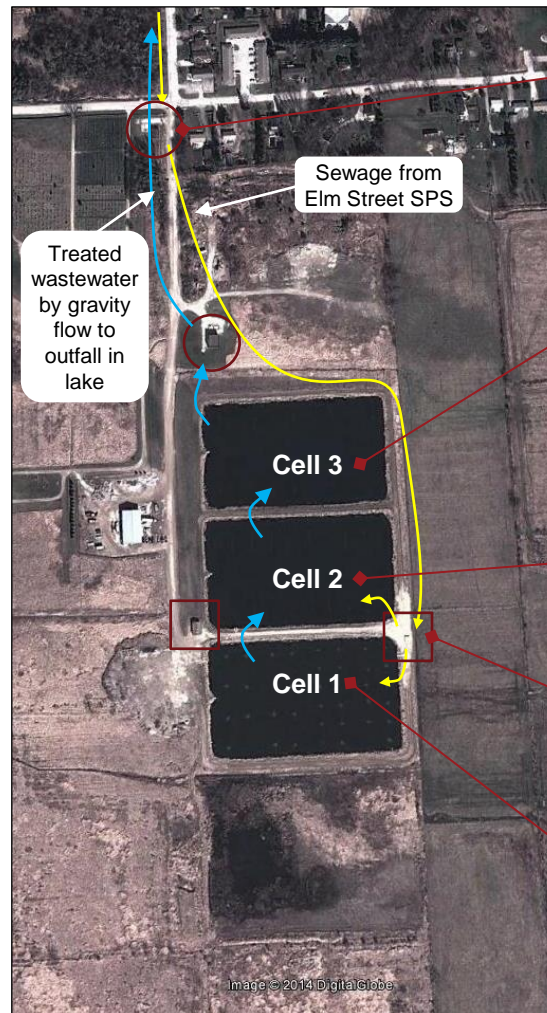 Sewage from
Elm Street SPS
Treated
wastewater
by gravity
flow to
outfall in
lake
Cell 3
Cell 2
Cell 1
Image © 2014 DigitalGlobe